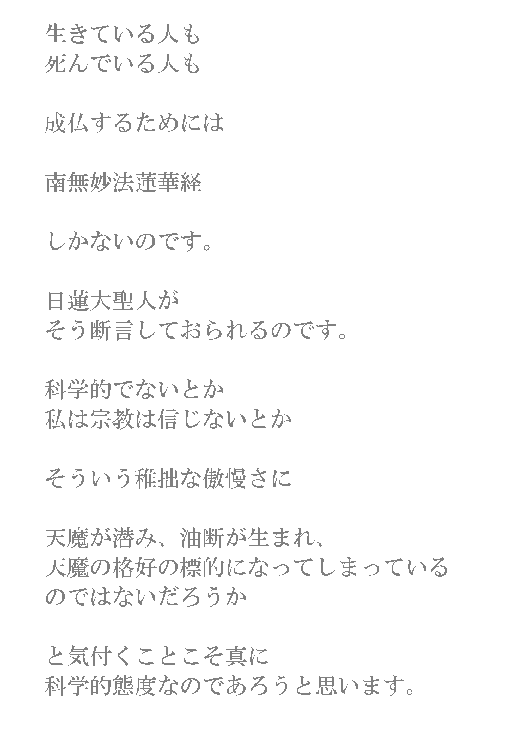 生きている人も
死んでいる人も
成仏するためには
南無妙法蓮華経
しかないのです。
日蓮大聖人が
そう断言しておられるのです。
科学的でないとか
私は宗教は信じないとか
そういう稚拙な傲慢さに
天魔が潜み、油断が生まれ、
天魔の格好の標的になってしまっている
のではないだろうか
と気付くことこそ真に
科学的態度なのであろうと思います。